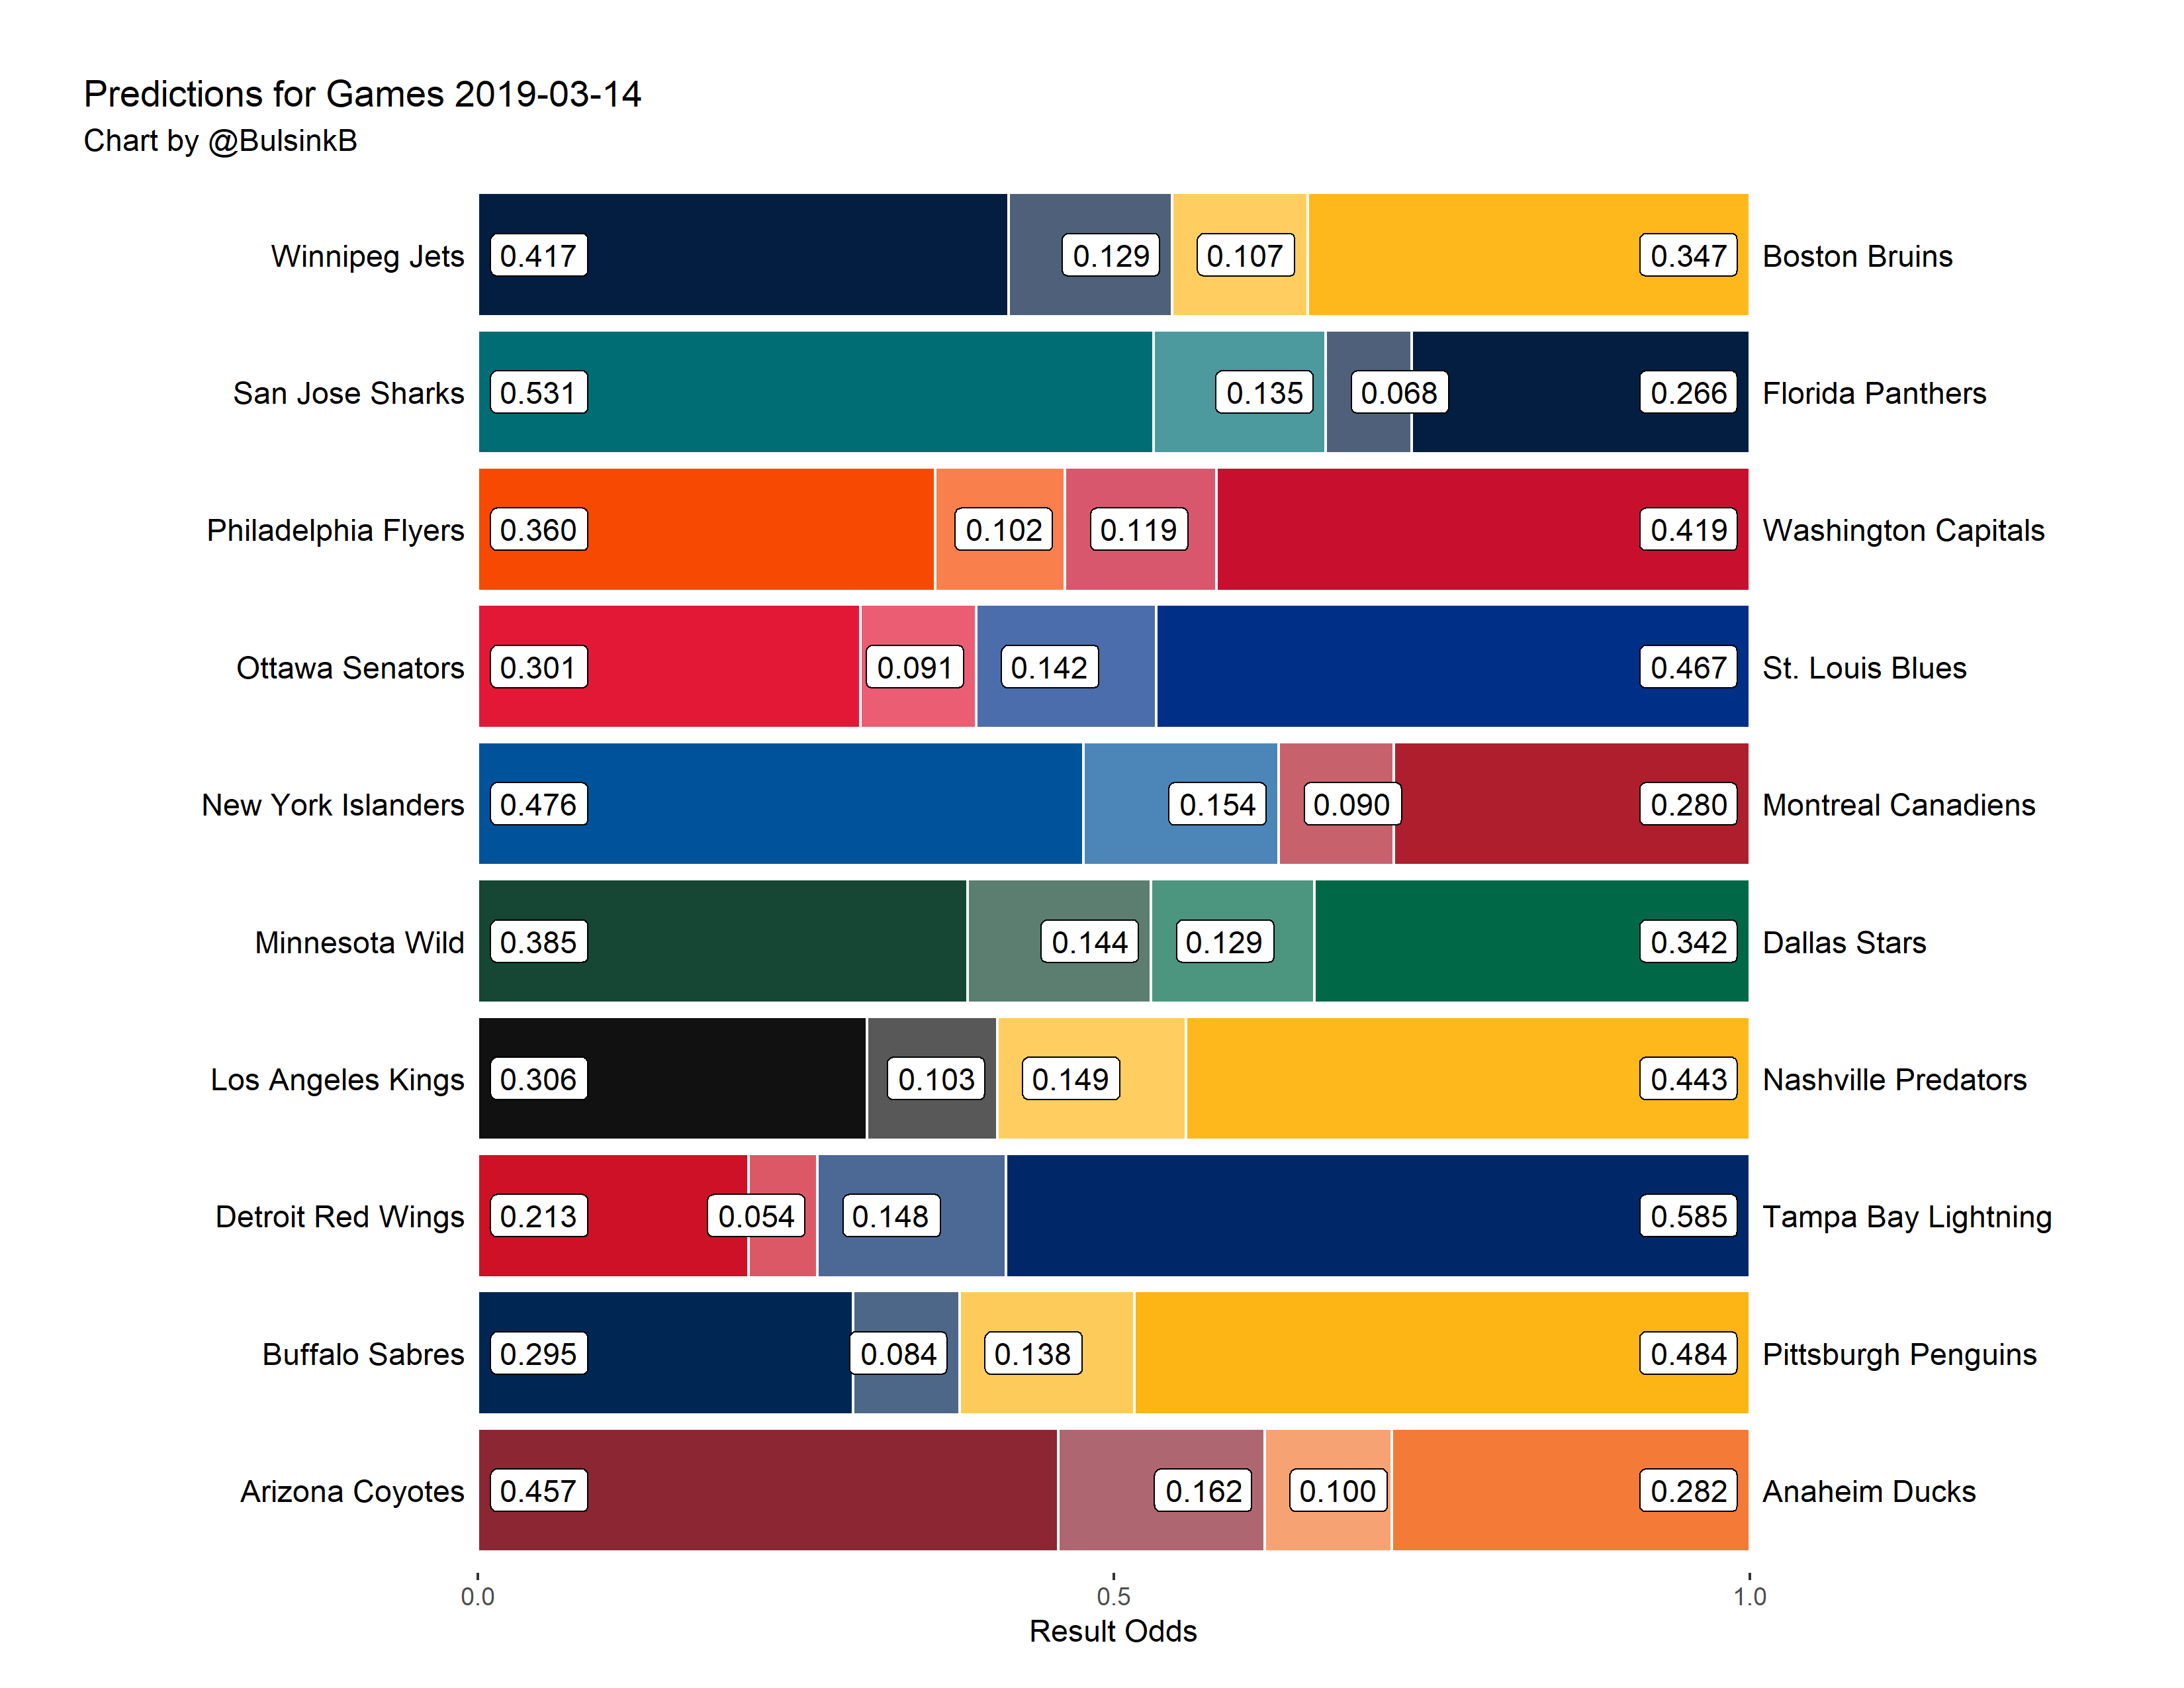 Predictions for Games 2019-03-14
Chart by @BulsinkB
Winnipeg Jets 0.417 0.129 0.107 0.347 Boston Bruins
San Jose Sharks 0.531 0.135 0.068 0.266 Florida Panthers
Philadelphia Flyers 0.360 0.102 0.119 0.419 Washington Capitals
Ottawa Senators 0.301 0.091 0.142 0.467 St. Louis Blues
New York Islanders 0.476 0.154 0.090 0.280 Montreal Canadiens
Minnesota Wild 0.385 0.144 0.129 0.342 Dallas Stars
Los Angeles Kings 0.306 0.103 0.149 0.443 Nashville Predators
Detroit Red Wings 0.213 0.054 0.148 0.585 Tampa Bay Lightning
Buffalo Sabres 0.295 0.084 0.138 0.484 Pittsburgh Penguins
Arizona Coyotes 0.457 0.162 0.100 0.282 Anaheim Ducks
0.0 0.5 1.0
Result Odds